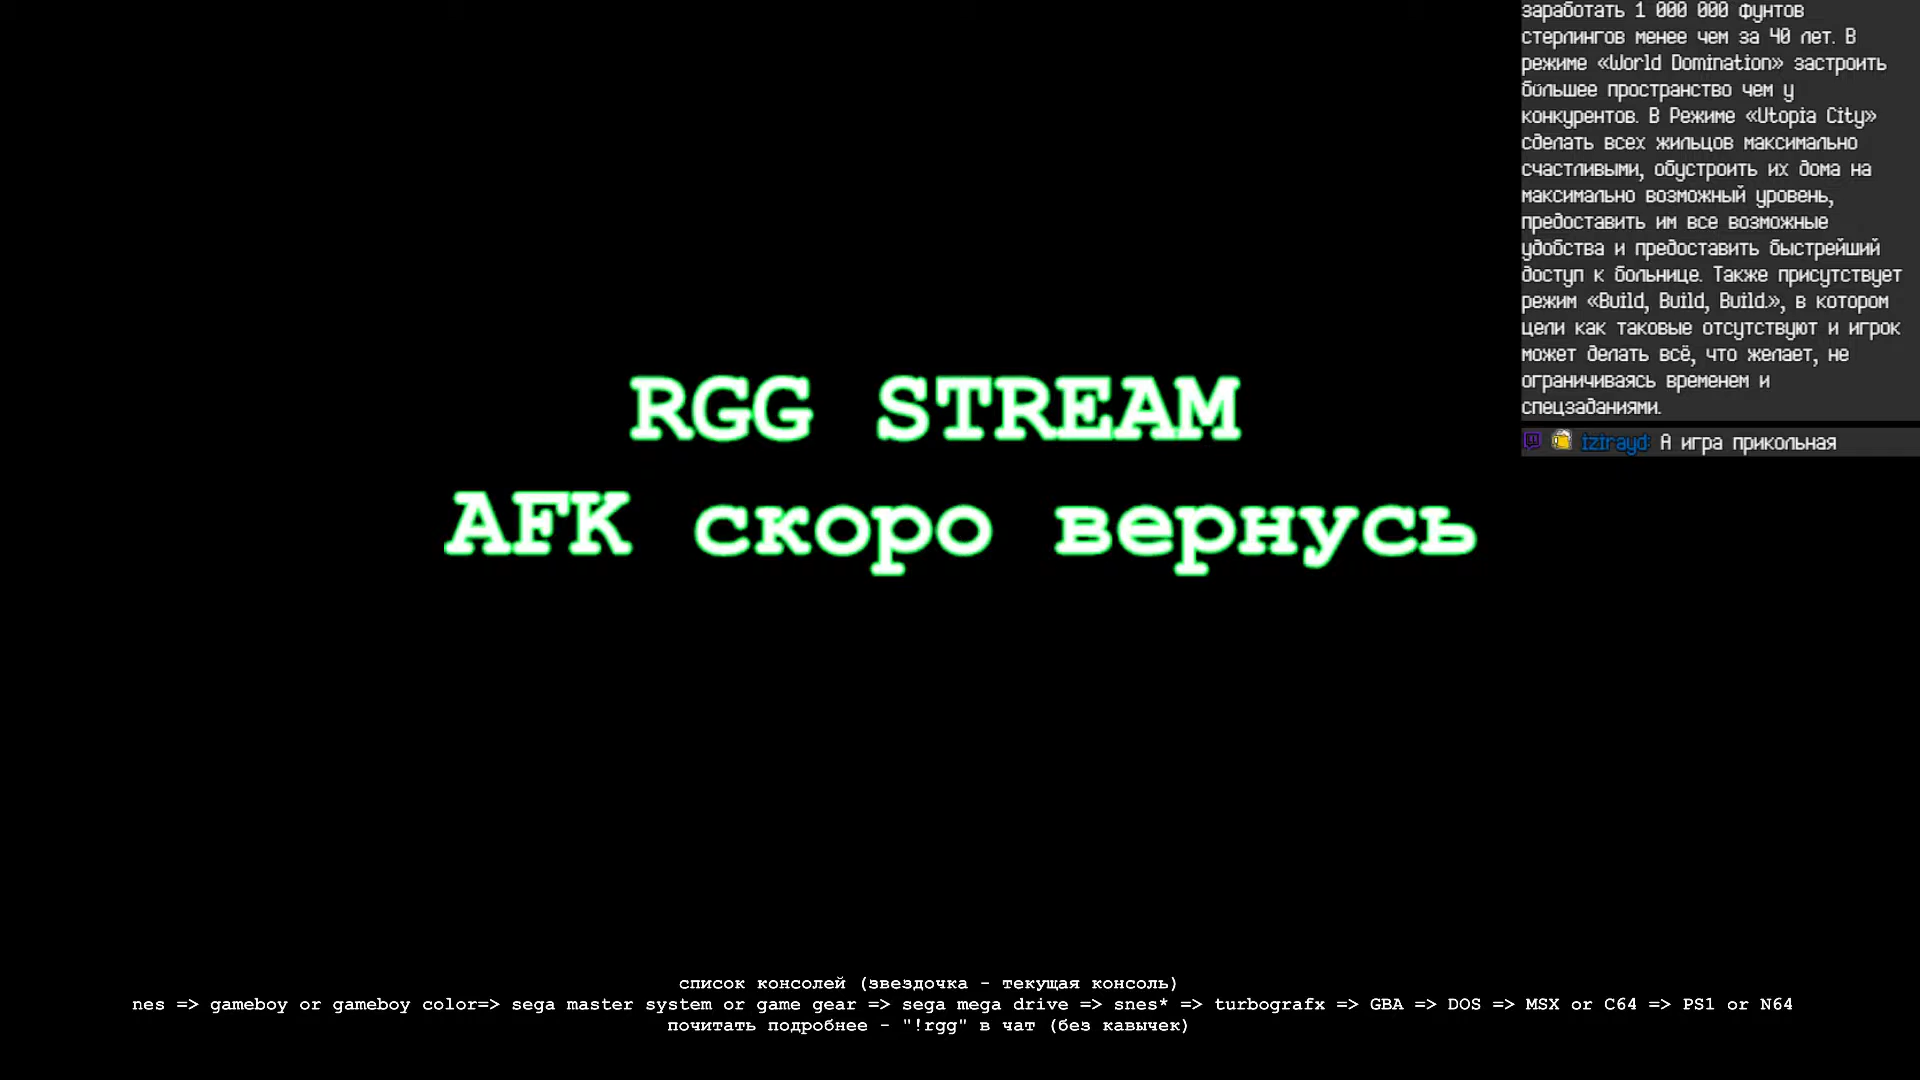 заработать 1 000 000 фунтов
стерлингов менее чем за 40 лет. В
режиме «World Domination» застроить
большее пространство чем у
конкурентов. В Режиме «Utopia City»
сделать всех жильцов максимально
счастливыми, обустроить их дома на
максимально возможный уровень,
предоставить им все возможные
удобства и предоставить быстрейший
доступ к больнице. Также присутствует
режим «Build, Build, Build.», в котором
цели как таковые отсутствуют и игрок
может делать всё, что желает, не
ограничиваясь временем и
спецзаданиями.
izirayd: А игра прикольная
RGG STREAM
AFK скоро вернусь
список консолей (звездочка - текущая консоль)
nes => gameboy or gameboy color=> sega master system or game gear => sega mega drive => snes* => turbografx => GBA => DOS => MSX or C64 => PS1 or N64
почитать подробнее - "!rgg" в чат (без кавычек)